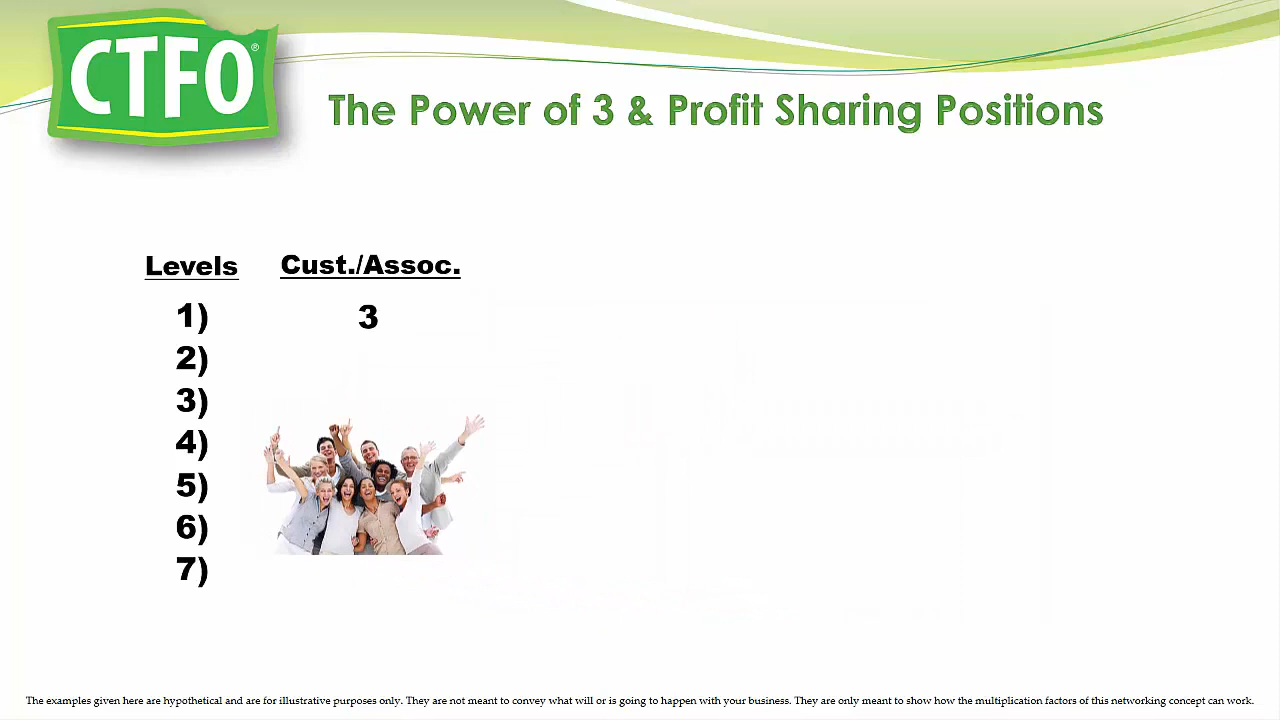 CTFO®
The Power of 3 & Profit Sharing Positions
Levels Cust./Assoc.
1) 3
2)
3)
4)
5)
6)
7)
The examples given here are hypothetical and are for illustrative purposes only. They are not meant to convey what will or is going to happen with your business. They are only meant to show how the multiplication factors of this networking concept can work.